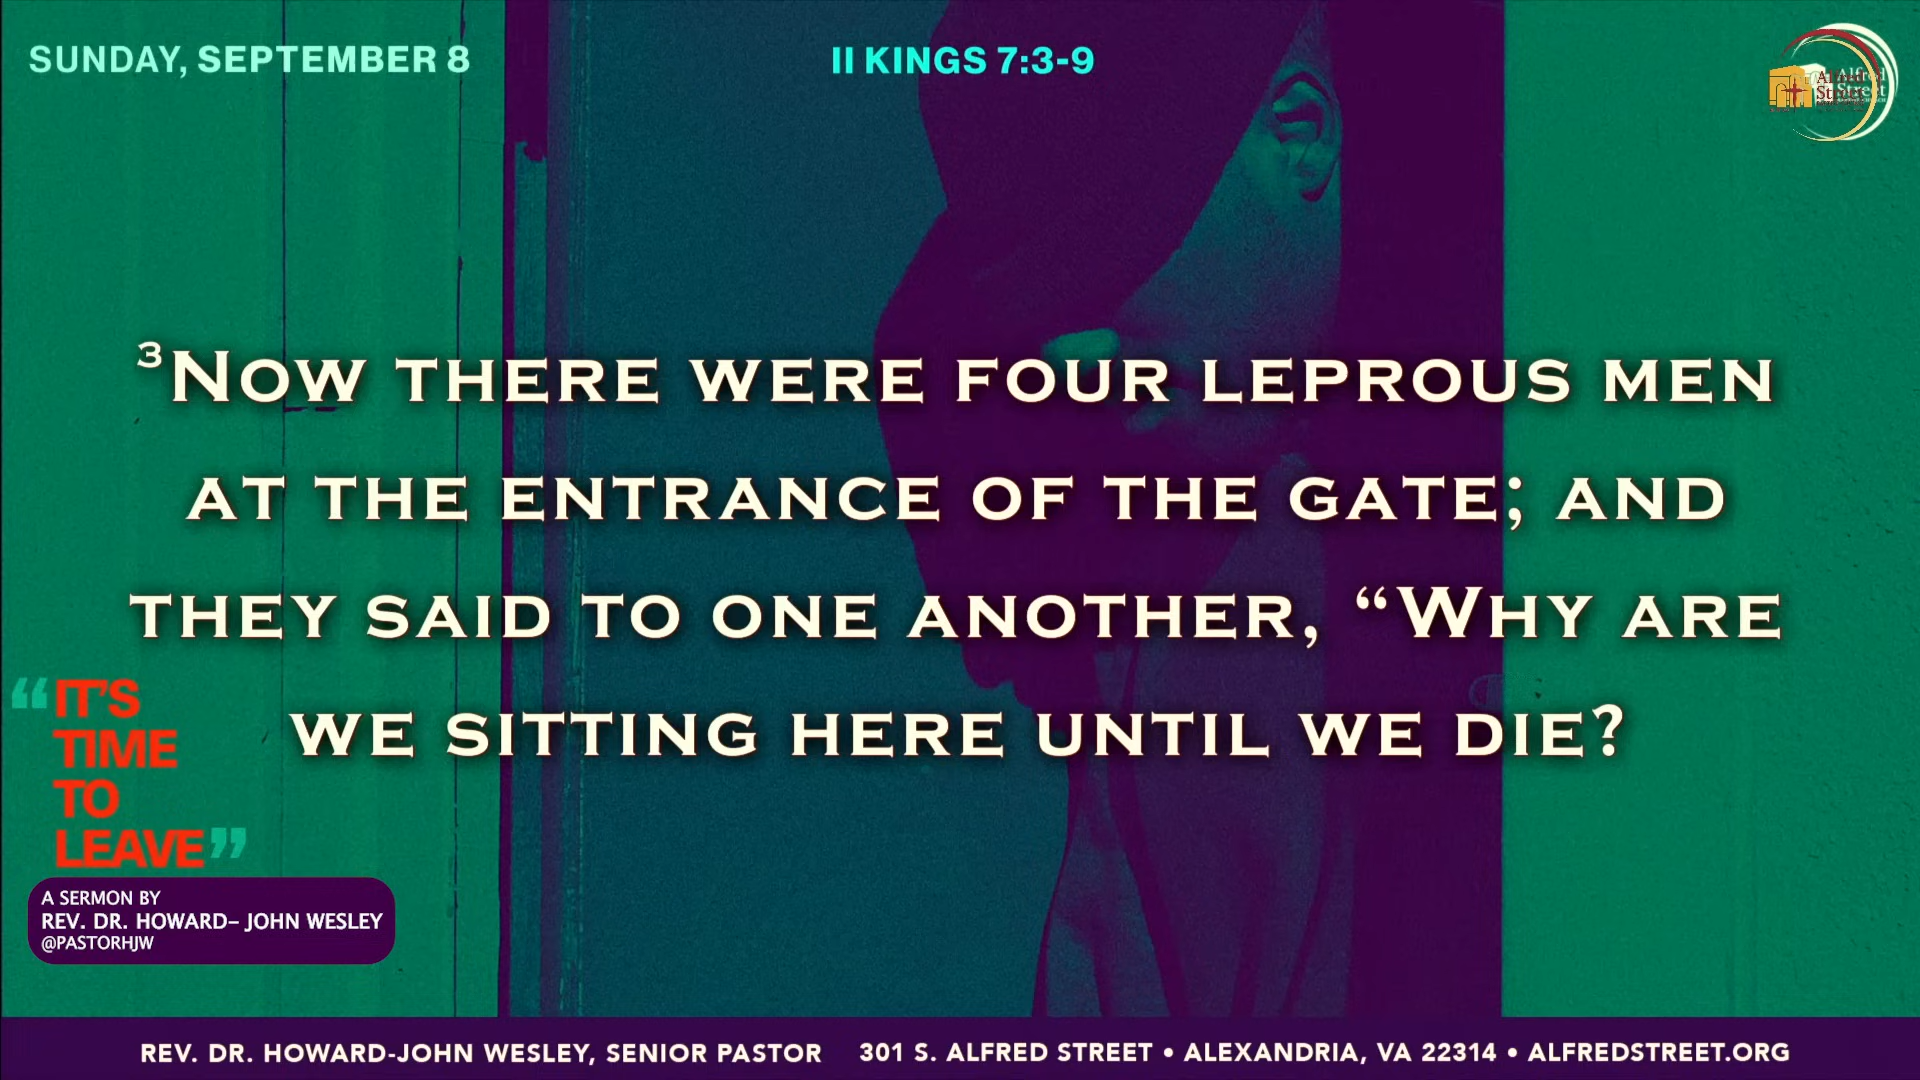 SUNDAY, SEPTEMBER 8
II KINGS 7:3-9
Alfred
Street
³NOW THERE WERE FOUR LEPROUS MEN
AT THE ENTRANCE OF THE GATE; AND
THEY SAID TO ONE ANOTHER, “WHY ARE
WE SITTING HERE UNTIL WE DIE?
“IT'S
TIME
TO
LEAVE”
A SERMON BY
REV. DR. HOWARD– JOHN WESLEY
@PASTORHJW
REV. DR. HOWARD-JOHN WESLEY, SENIOR PASTOR 301 S. ALFRED STREET • ALEXANDRIA, VA 22314 • ALFREDSTREET.ORG